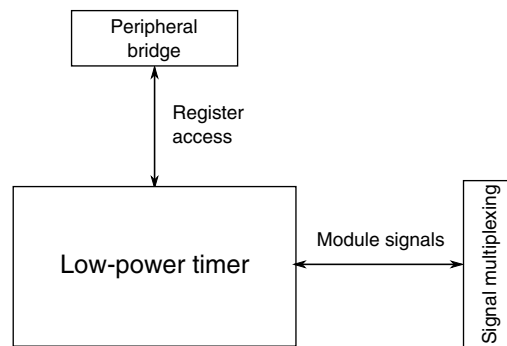 Peripheral
bridge
Register
access
Low-power timer
Module signals
Signal multiplexing